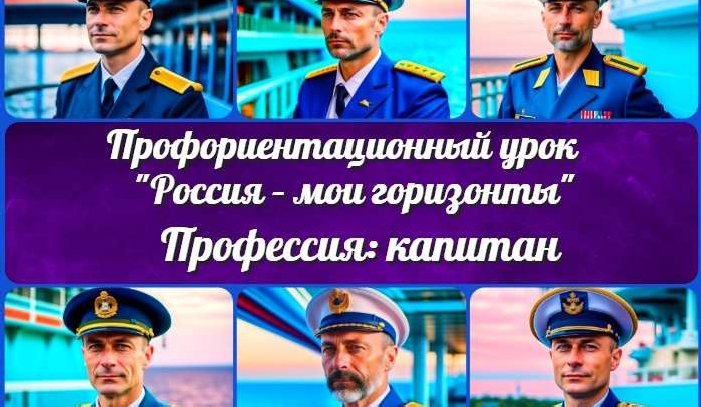 Профориентационный урок
"Россия – мои горизонты"
Профессия: капитан